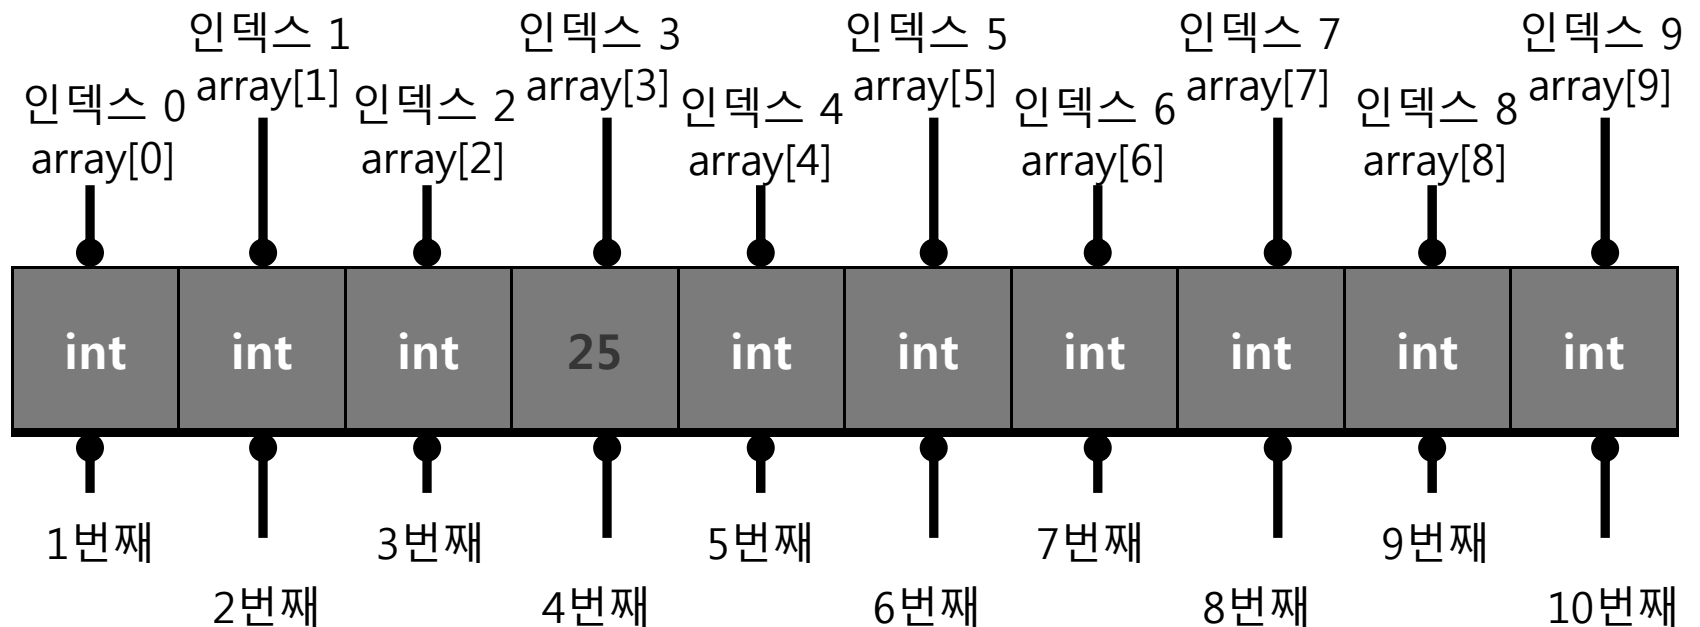 인덱스 0
array[0]
인덱스 1
array[1]
인덱스 2
array[2]
인덱스 3
array[3]
인덱스 4
array[4]
인덱스 5
array[5]
인덱스 6
array[6]
인덱스 7
array[7]
인덱스 8
array[8]
인덱스 9
array[9]
int
int
int
25
int
int
int
int
int
int
1번째
2번째
3번째
4번째
5번째
6번째
7번째
8번째
9번째
10번째